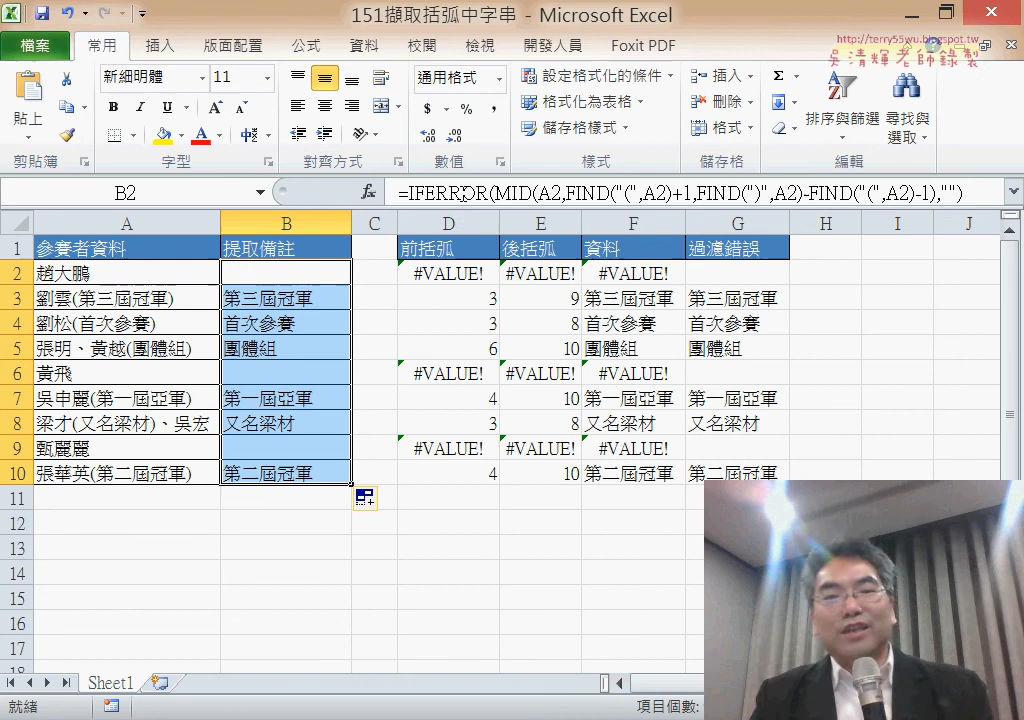 151擷取括弧中字串 - Microsoft Excel
檔案 常用 插入 版面配置 公式 資料 校閱 檢視 開發人員 Foxit PDF
http://terry55wu.blogspot.tw
吳清輝老師錄製
新細明體 11 通用格式 設定格式化的條件 插入 Σ
貼上 B I U A A $ % , 格式化為表格 刪除 排序與篩選 尋找與選取
A 中 儲存格樣式 格式
剪貼簿 字型 對齊方式 數值 樣式 儲存格 編輯
B2 fx =IFERROR(MID(A2,FIND("(",A2)+1,FIND(")",A2)-FIND("(",A2)-1),"")
A B C D E F G H I J
1 參賽者資料 提取備註 前括弧 後括弧 資料 過濾錯誤
2 趙大鵬 #VALUE! #VALUE! #VALUE!
3 劉雲(第三屆冠軍) 第三屆冠軍 3 9 第三屆冠軍 第三屆冠軍
4 劉松(首次參賽) 首次參賽 3 8 首次參賽 首次參賽
5 張明、黃越(團體組) 團體組 6 10 團體組 團體組
6 黃飛 #VALUE! #VALUE! #VALUE!
7 吳申麗(第一屆亞軍) 第一屆亞軍 4 10 第一屆亞軍 第一屆亞軍
8 梁才(又名梁材)、吳宏 又名梁材 3 8 又名梁材 又名梁材
9 甄麗麗 #VALUE! #VALUE! #VALUE!
10 張華英(第二屆冠軍) 第二屆冠軍 4 10 第二屆冠軍 第二屆冠軍
11
12
13
14
15
16
17
18
Sheet1
就緒 項目個數: